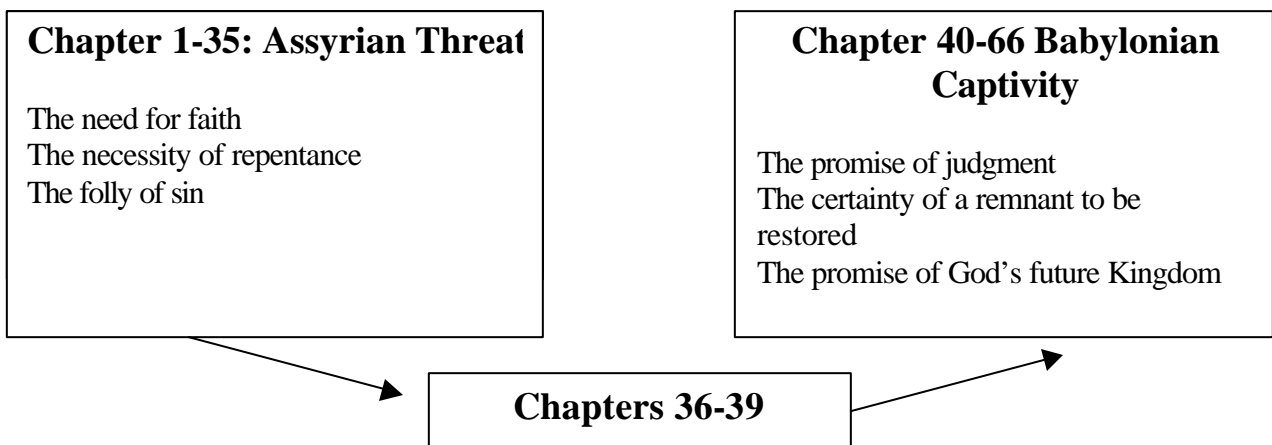 Chapter 1-35: Assyrian Threat
The need for faith
The necessity of repentance
The folly of sin
Chapter 40-66 Babylonian
Captivity
The promise of judgment
The certainty of a remnant to be
restored
The promise of God’s future Kingdom
Chapters 36-39